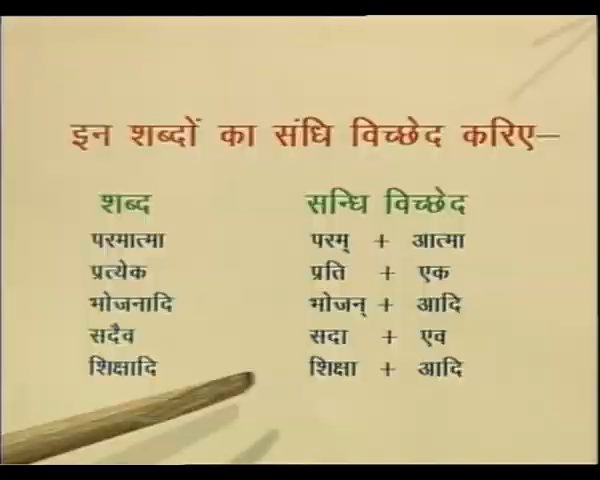 इन शब्दों का संधि विच्छेद करिए–
शब्द सन्धि विच्छेद
परमात्मा परम् + आत्मा
प्रत्येक प्रति + एक
भोजनादि भोजन् + आदि
सदैव सदा + एव
शिक्षादि शिक्षा + आदि